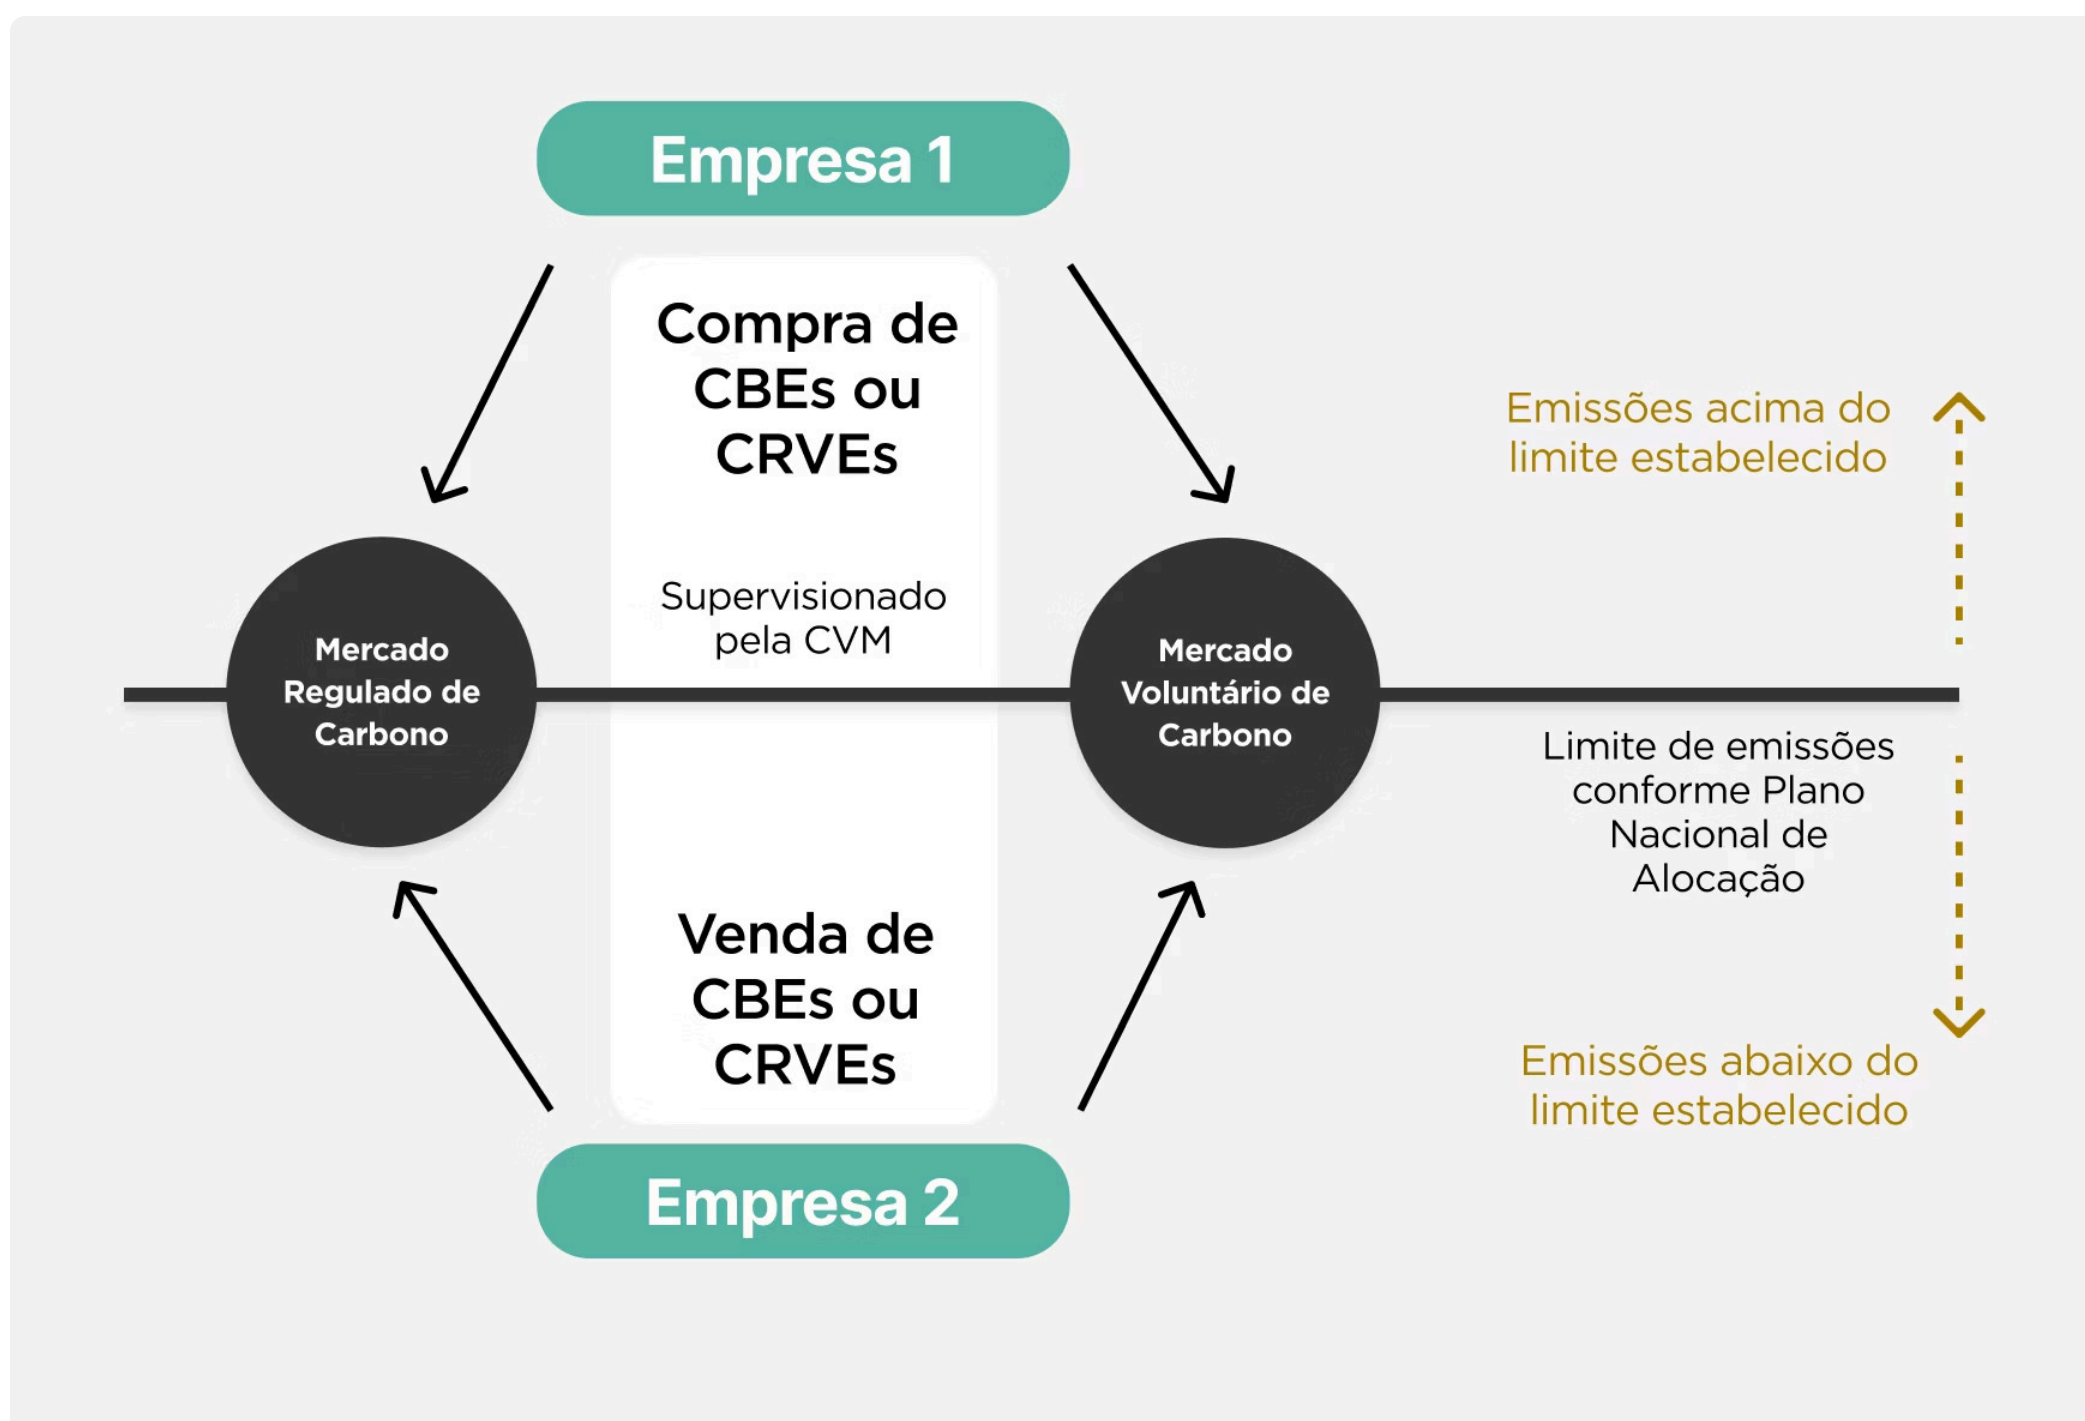 Empresa 1
Compra de
CBEs ou
CRVEs
Supervisionado
pela CVM
Emissões acima do
limite estabelecido
Mercado
Regulado de
Carbono
Mercado
Voluntário de
Carbono
Limite de emissões
conforme Plano
Nacional de
Alocação
Venda de
CBEs ou
CRVEs
Emissões abaixo do
limite estabelecido
Empresa 2